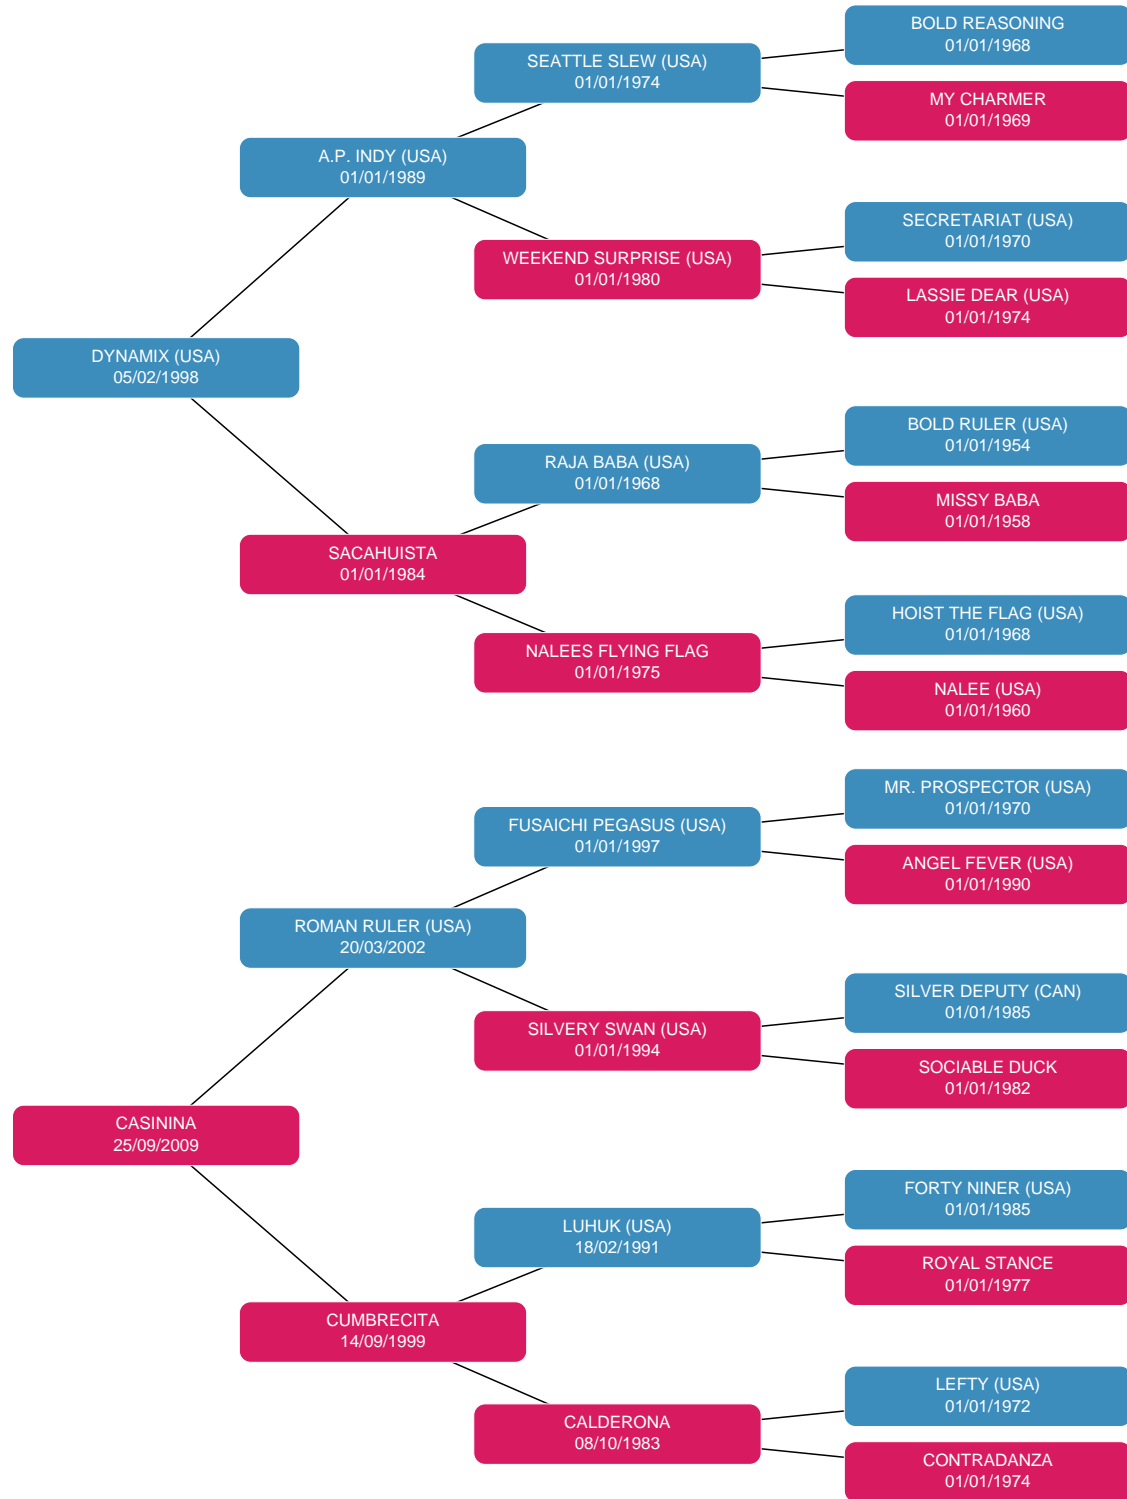 BOLD REASONING
01/01/1968
SEATTLE SLEW (USA)
01/01/1974
MY CHARMER
01/01/1969
A.P. INDY (USA)
01/01/1989
SECRETARIAT (USA)
01/01/1970
WEEKEND SURPRISE (USA)
01/01/1980
LASSIE DEAR (USA)
01/01/1974
DYNAMIX (USA)
05/02/1998
BOLD RULER (USA)
01/01/1954
RAJA BABA (USA)
01/01/1968
MISSY BABA
01/01/1958
SACAHUISTA
01/01/1984
HOIST THE FLAG (USA)
01/01/1968
NALEES FLYING FLAG
01/01/1975
NALEE (USA)
01/01/1960
MR. PROSPECTOR (USA)
01/01/1970
FUSAICHI PEGASUS (USA)
01/01/1997
ANGEL FEVER (USA)
01/01/1990
ROMAN RULER (USA)
20/03/2002
SILVER DEPUTY (CAN)
01/01/1985
SILVERY SWAN (USA)
01/01/1994
SOCIABLE DUCK
01/01/1982
CASININA
25/09/2009
FORTY NINER (USA)
01/01/1985
LUHUK (USA)
18/02/1991
ROYAL STANCE
01/01/1977
CUMBRECITA
14/09/1999
LEFTY (USA)
01/01/1972
CALDERONA
08/10/1983
CONTRADANZA
01/01/1974